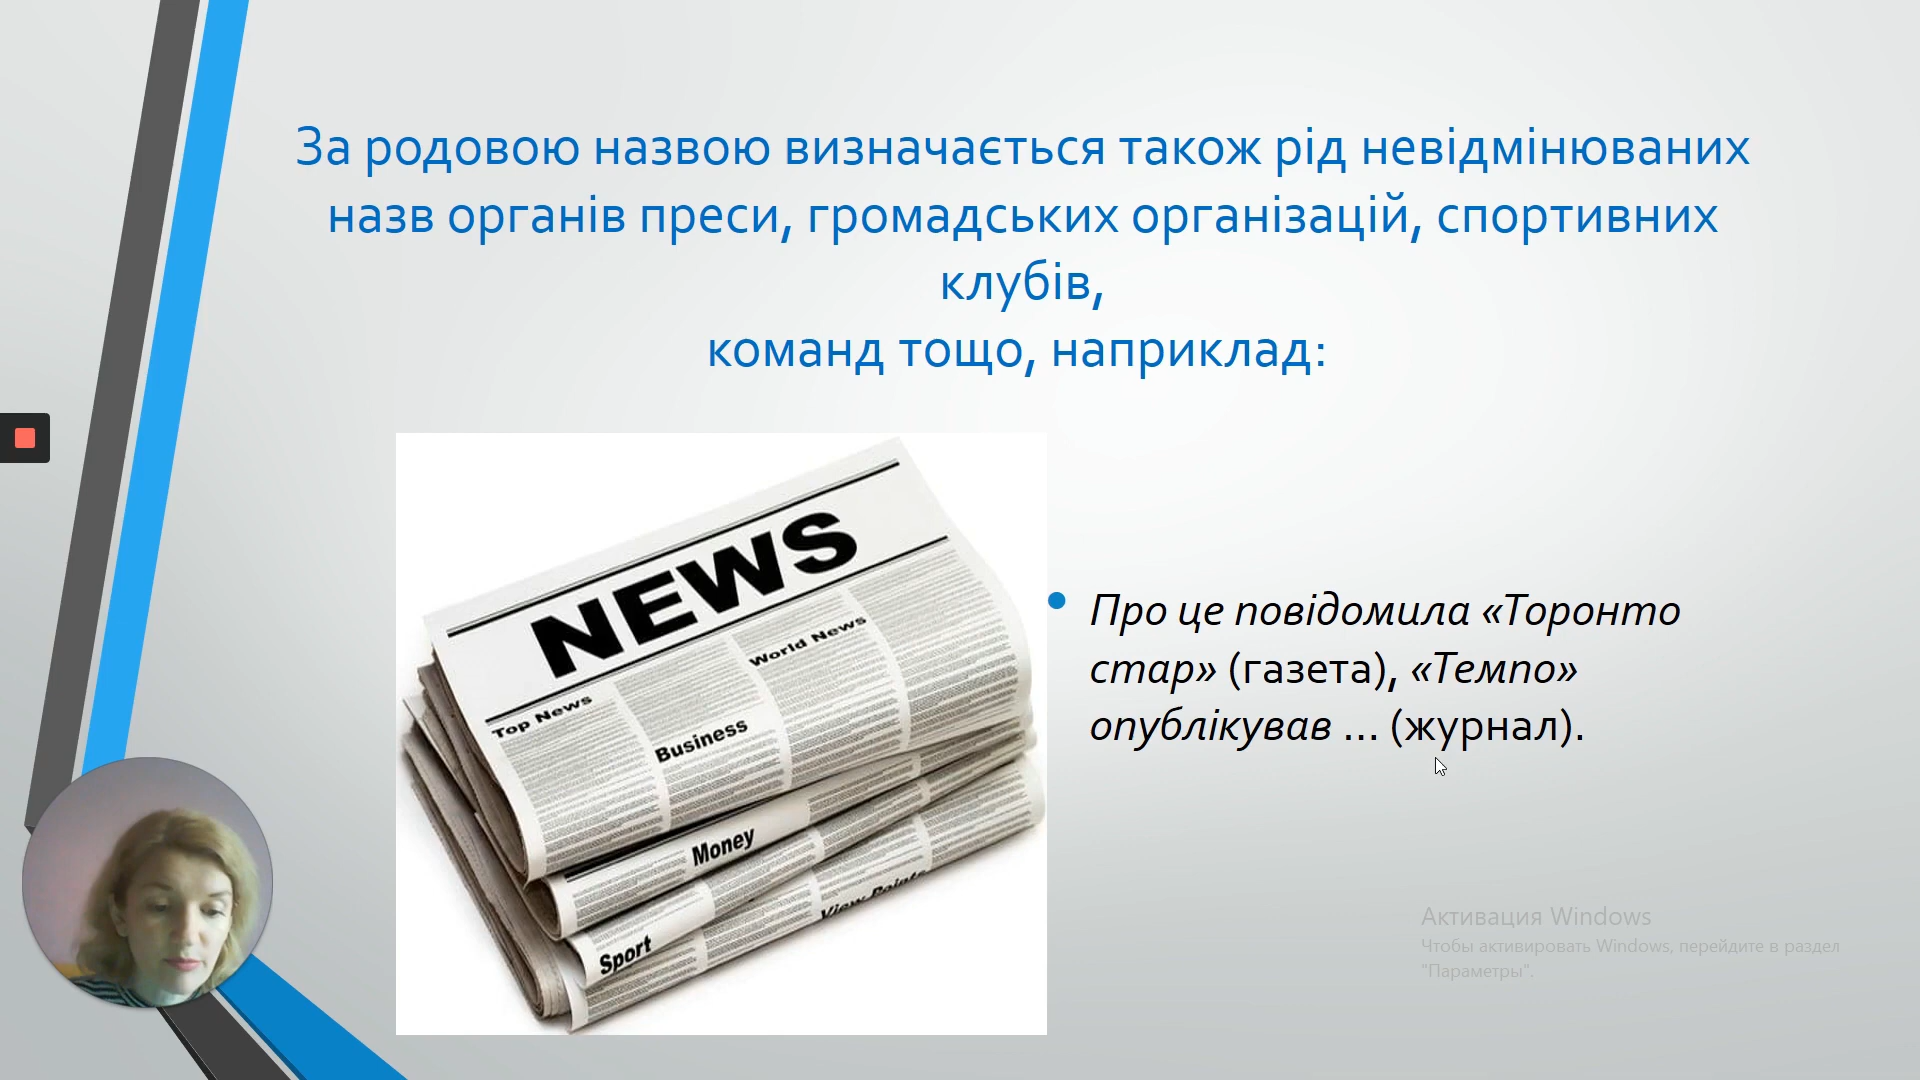 За родовою назвою визначається також рід невідмінюваних
назв органів преси, громадських організацій, спортивних
клубів,
команд тощо, наприклад:
NEWS
World News
Top News
Business
Money
View Points
Sport
Про це повідомила «Торонто
стар» (газета), «Темпо»
опублікував ... (журнал).
Активация Windows
Чтобы активировать Windows, перейдите в раздел
"Параметры".